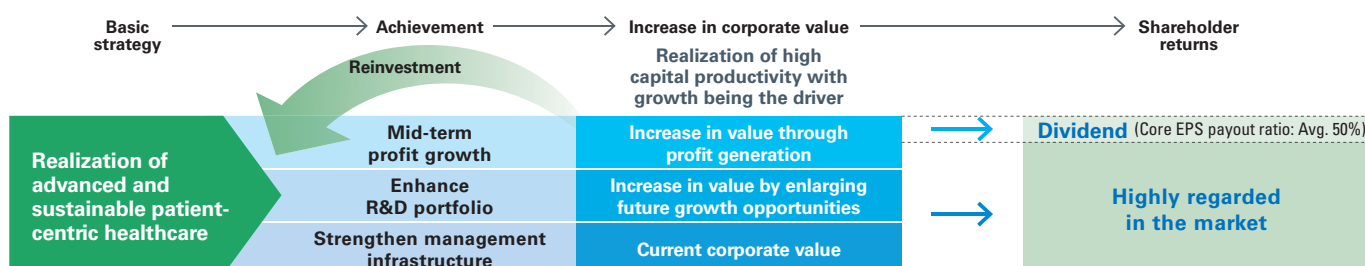 Basic
strategy
Achievement
Increase in corporate value
Shareholder
returns
Reinvestment
Realization of high
capital productivity with
growth being the driver
Realization of
advanced and
sustainable patient-
centric healthcare
Mid-term
profit growth
Increase in value through
profit generation
Dividend (Core EPS payout ratio: Avg. 50%)
Enhance
R&D portfolio
Increase in value by enlarging
future growth opportunities
Highly regarded
in the market
Strengthen management
infrastructure
Current corporate value